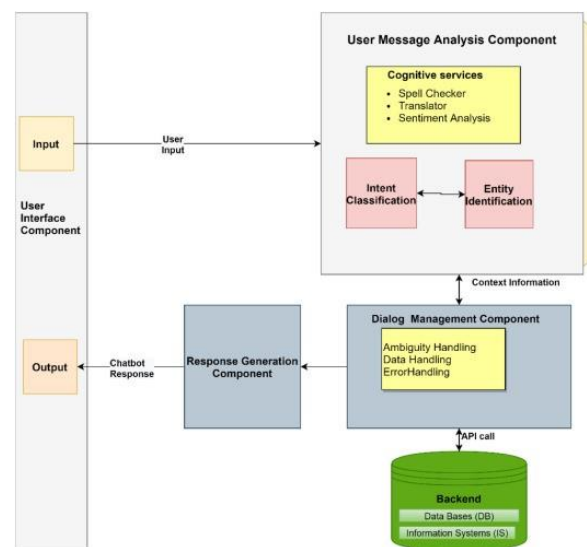 User Message Analysis Component
Cognitive services
• Spell Checker
• Translator
• Sentiment Analysis
Input
User
Input
Intent
Classification
Entity
Identification
User
Interface
Component
Context Information
Dialog Management Component
Ambiguity Handling
Data Handling
ErrorHandling
Response Generation
Component
Chatbot
Response
Output
API call
Backend
Data Bases (DB)
Information Systems (IS)